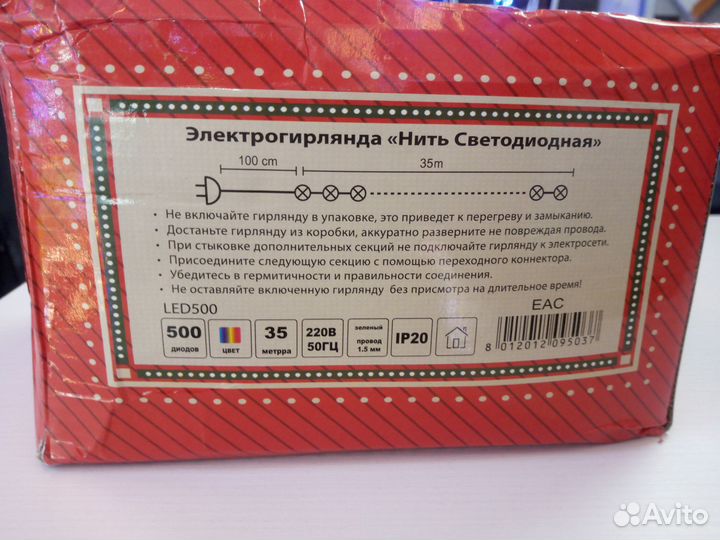 Электрогирлянда «Нить Светодиодная»
100 cm
35m
• Не включайте гирлянду в упаковке, это приведет к перегреву и замыканию.
• Достаньте гирлянду из коробки, аккуратно разверните не повреждая провода.
• При стыковке дополнительных секций не подключайте гирлянду к электросети.
• Присоедините следующую секцию с помощью переходного коннектора.
• Убедитесь в гермитичности и правильности соединения.
• Не оставляйте включенную гирлянду без присмотра на длительное время!
LED500
EAC
500 диодов
ЦВЕТ
35 метрра
220В 50ГЦ
зеленый провод 1.5 мм
IP20
8 012012 095037
Avito